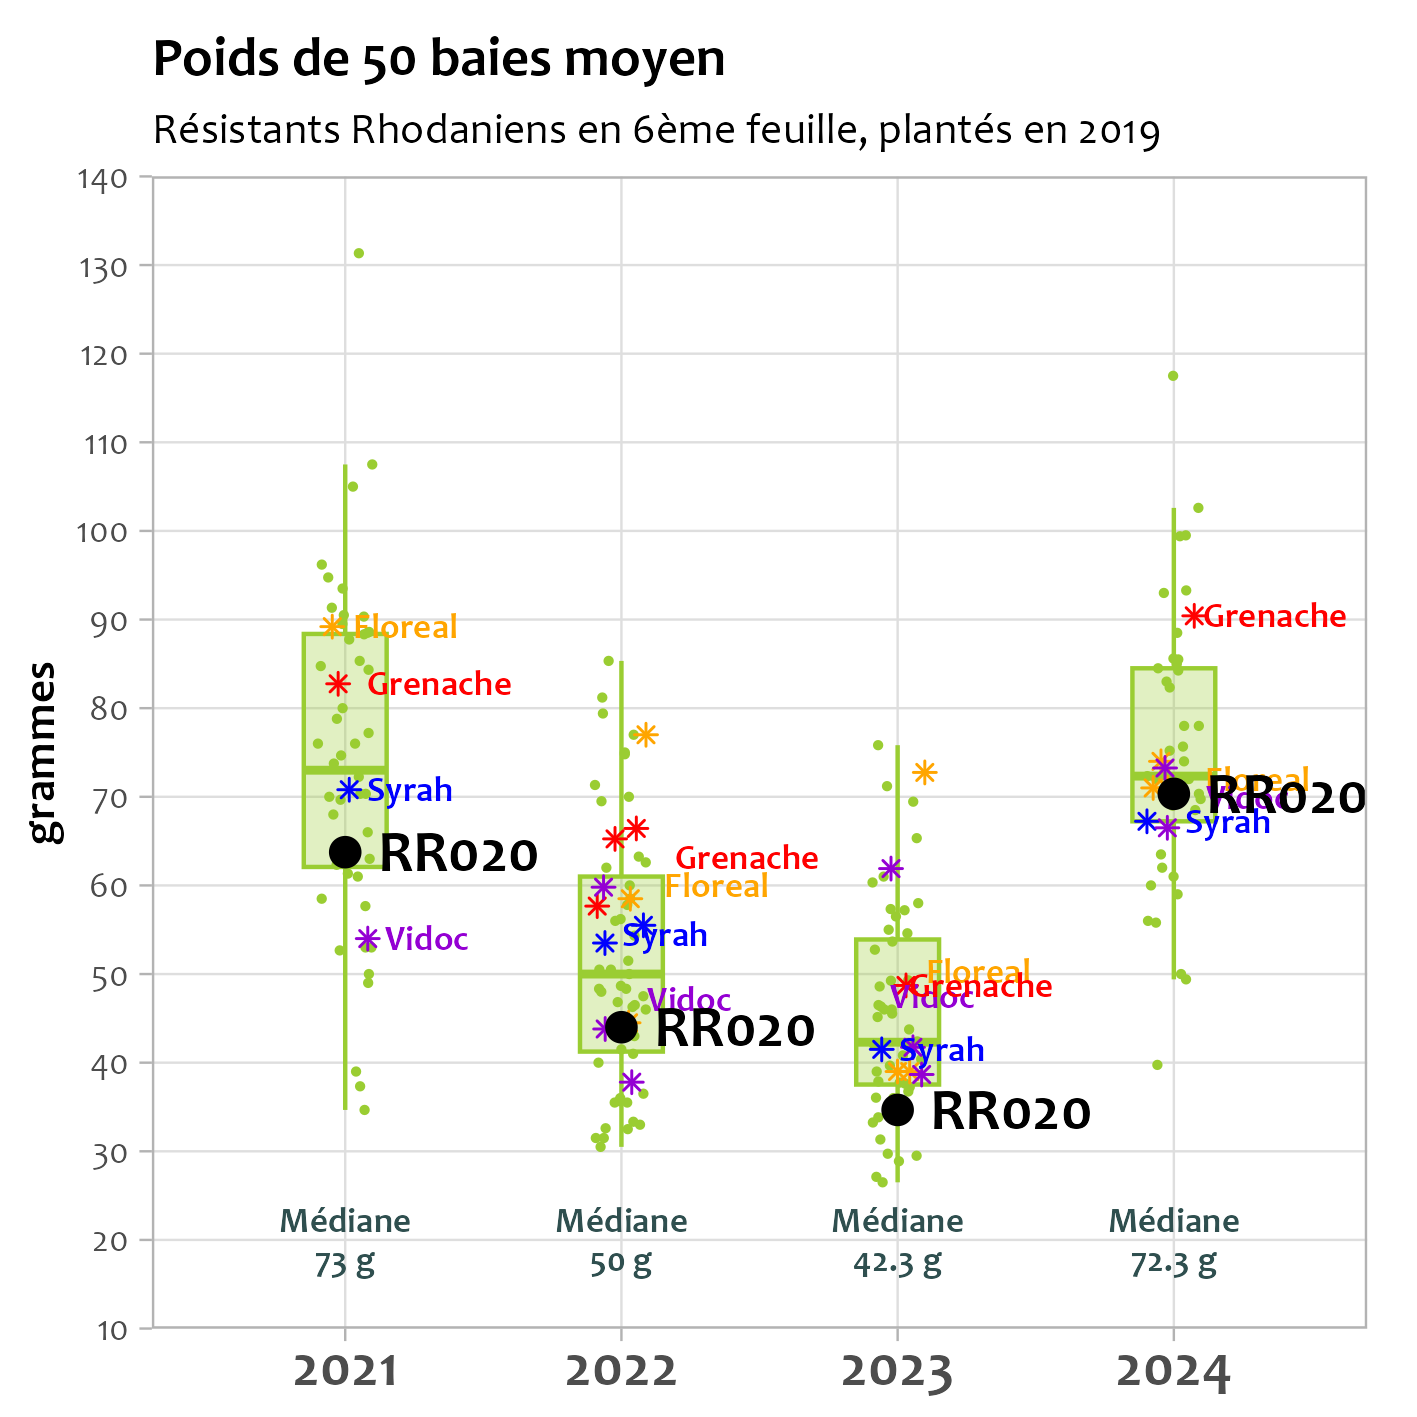 Poids de 50 baies moyen
Résistants Rhodaniens en 6ème feuille, plantés en 2019
grammes
140
130
120
110
100
90
80
70
60
50
40
30
20
10
Floreal
Grenache
Syrah
RR020
Vidoc
Grenache
Floreal
Syrah
Vidoc
RR020
Floreal
Grenache
Vidoc
Syrah
RR020
Grenache
Floreal
RR020
Vidoc
Syrah
Médiane
73 g
Médiane
50 g
Médiane
42.3 g
Médiane
72.3 g
2021
2022
2023
2024